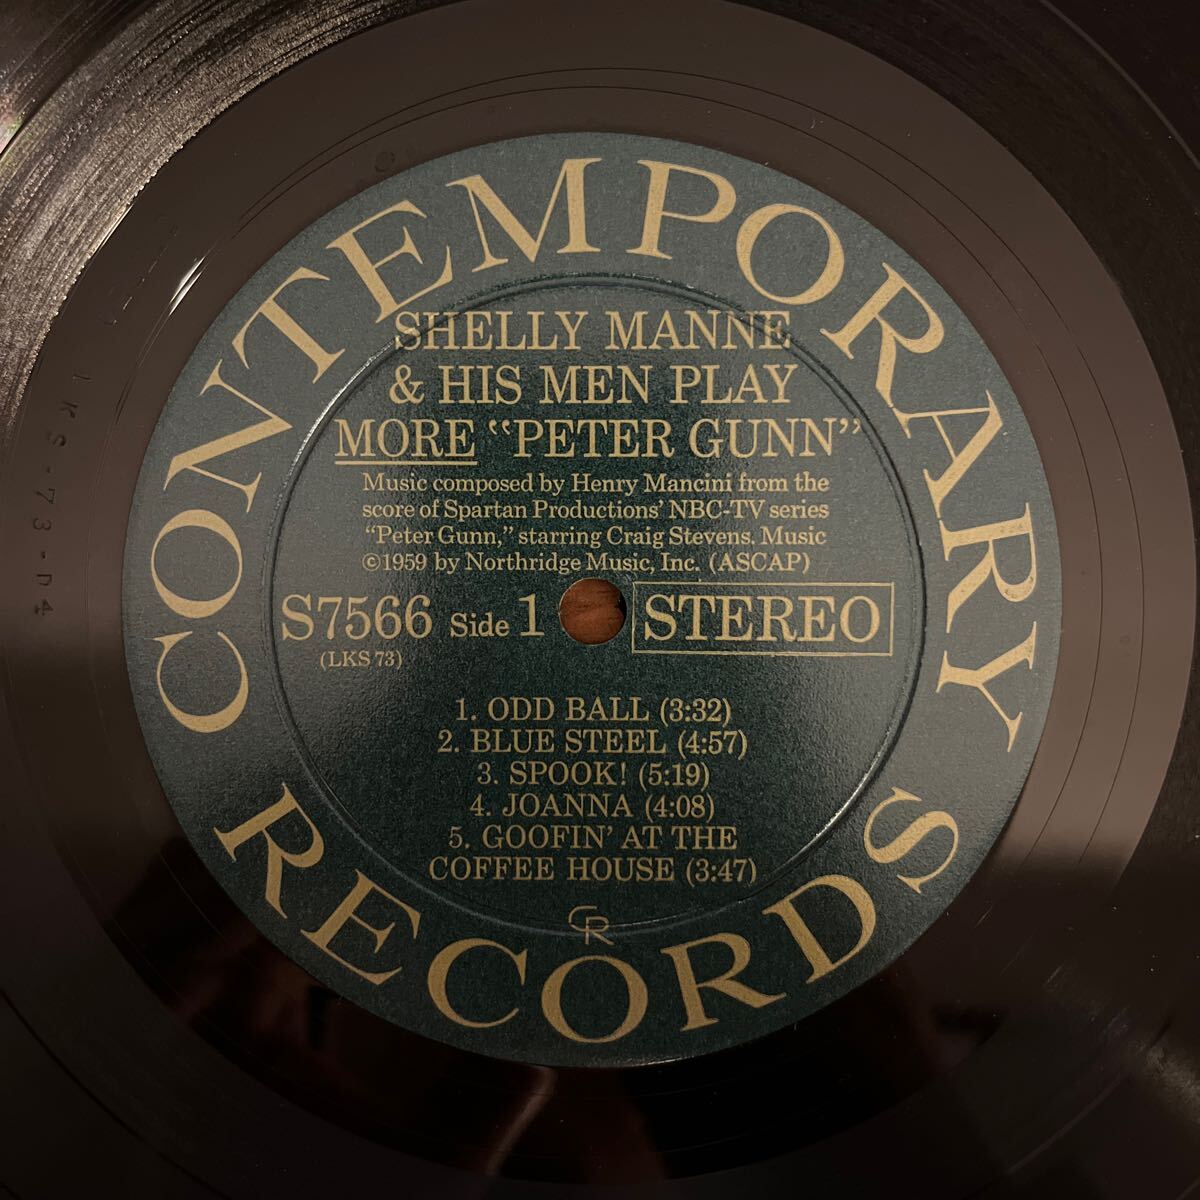 CONTEMPORARY
SHELLY MANNE
& HIS MEN PLAY
MORE “PETER GUNN”
Music composed by Henry Mancini from the
score of Spartan Productions’ NBC-TV series
“Peter Gunn,” starring Craig Stevens. Music
©1959 by Northridge Music, Inc. (ASCAP)
S7566 Side 1 STEREO
(LKS 73)
1. ODD BALL (3:32)
2. BLUE STEEL (4:57)
3. SPOOK! (5:19)
4. JOANNA (4:08)
5. GOOFIN’ AT THE
COFFEE HOUSE (3:47)
CR
RECORDS
LKS-73-D4